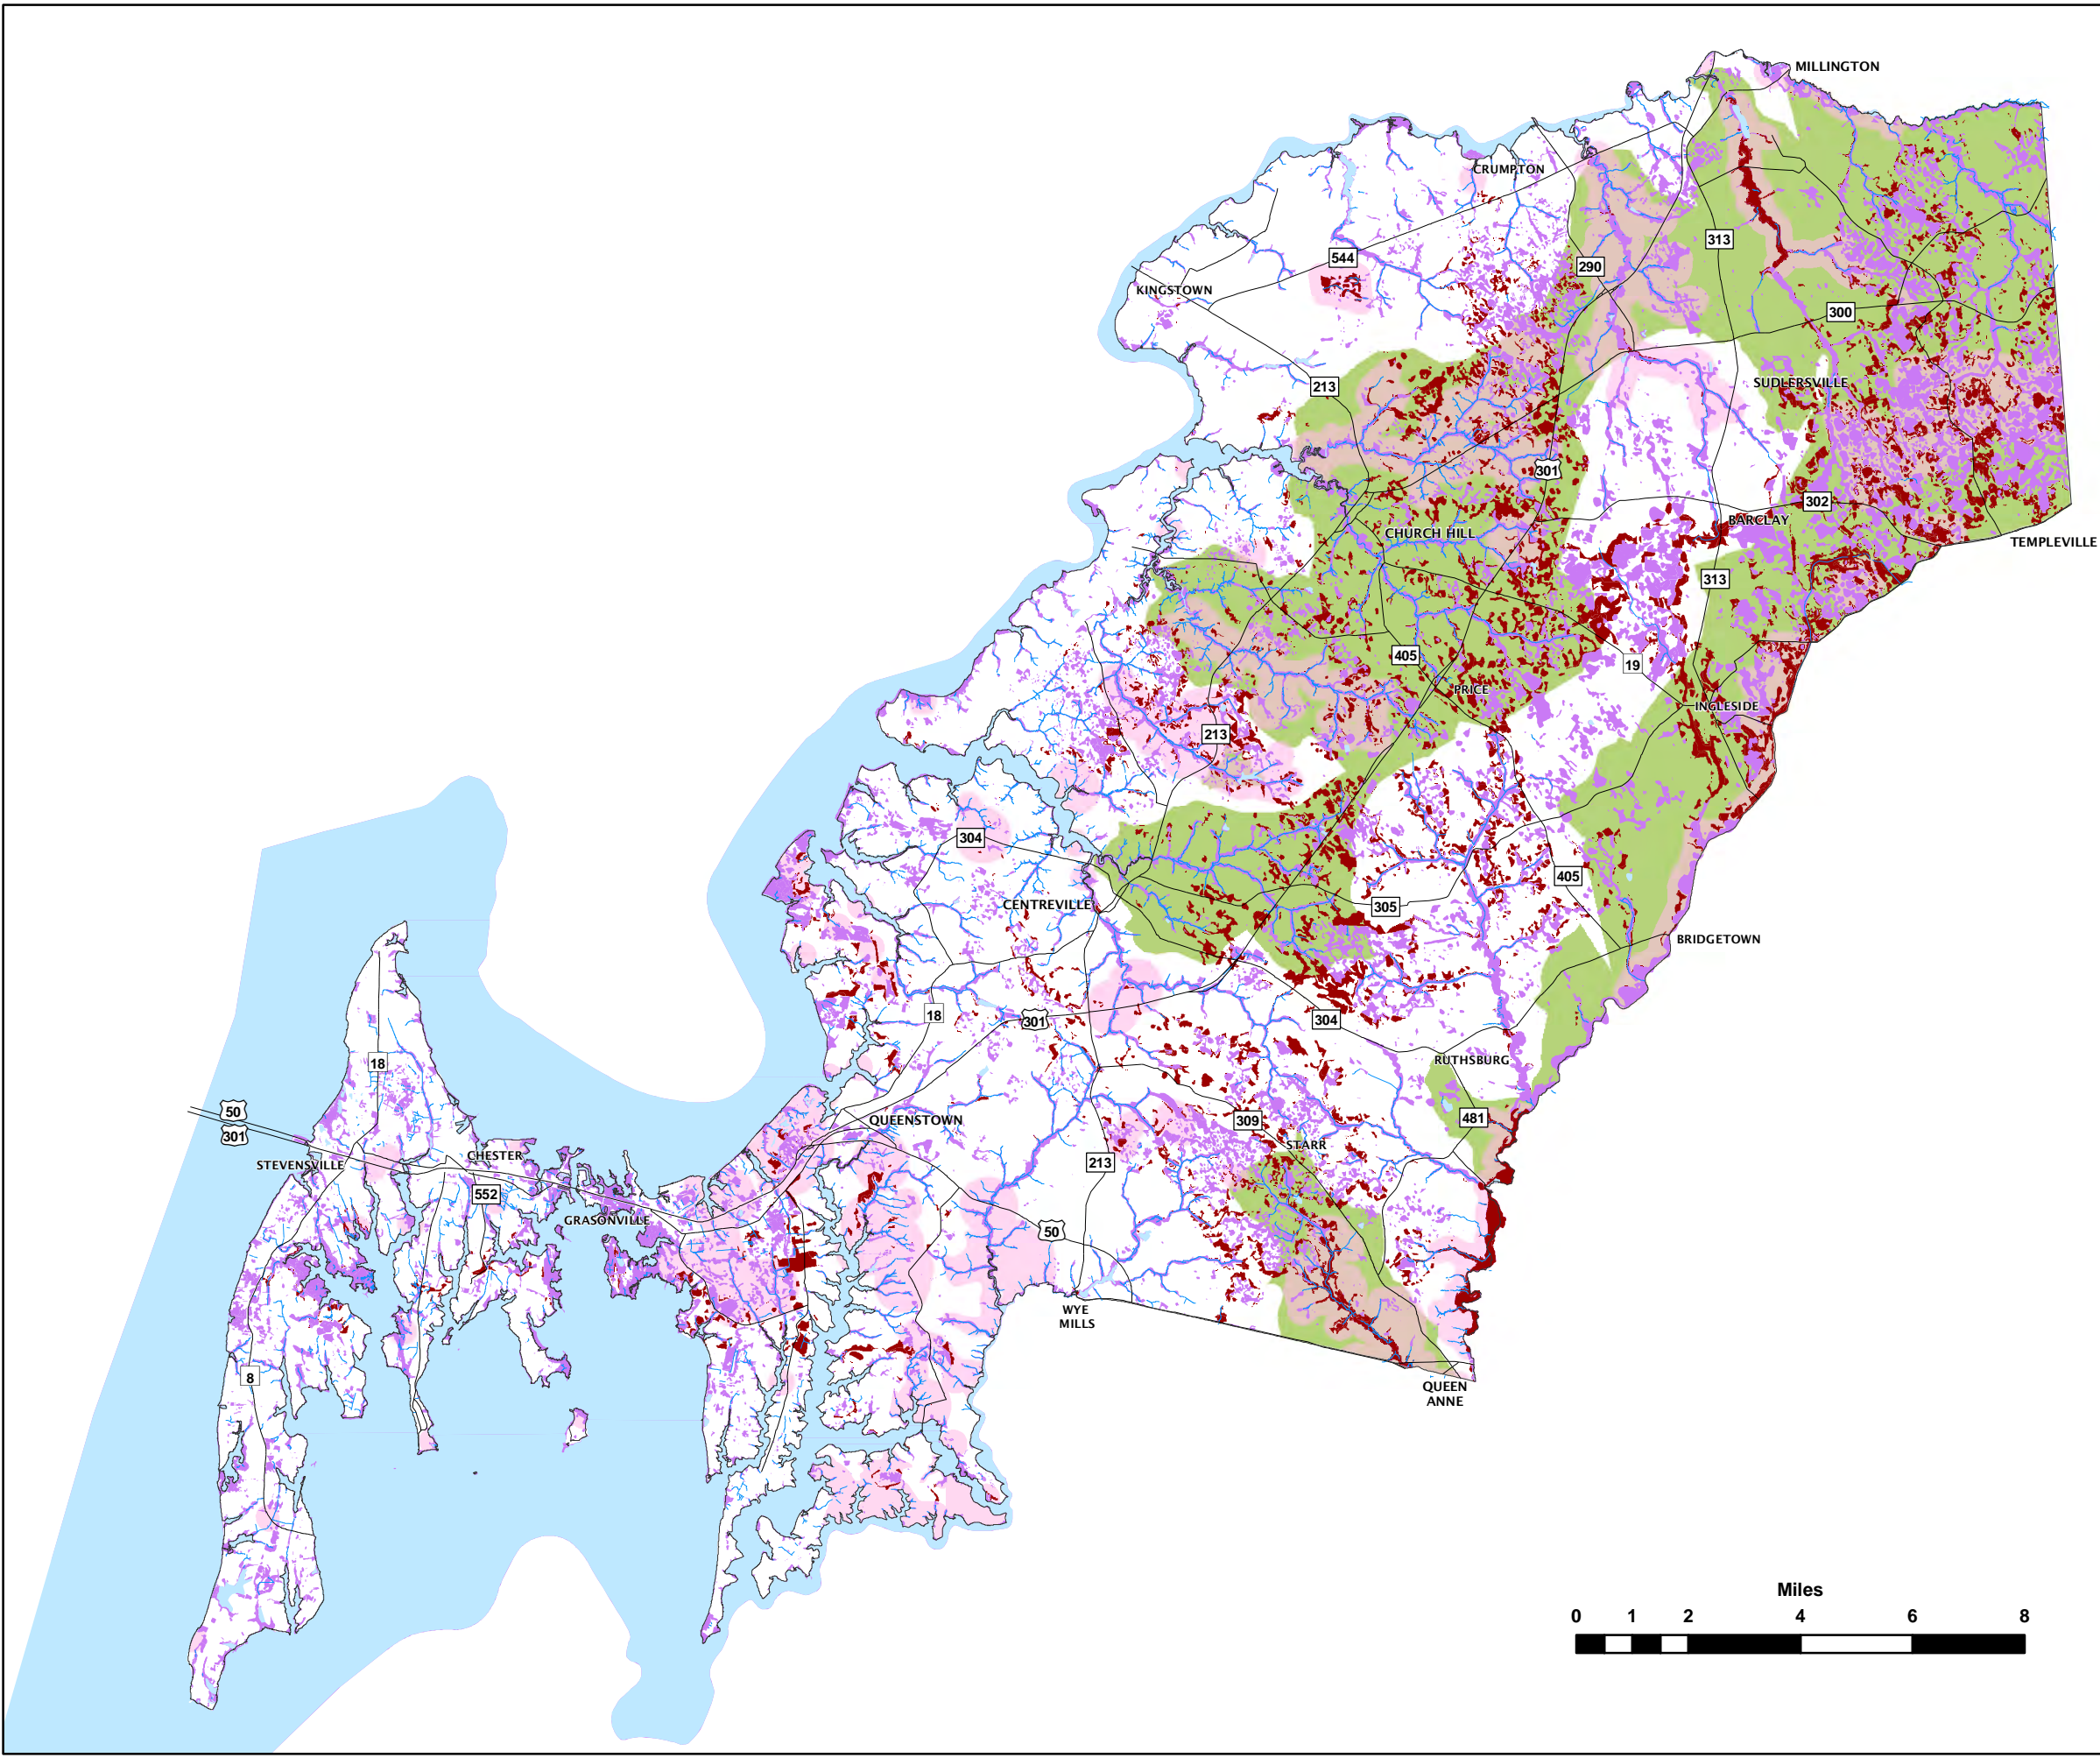 MILLINGTON
CRUMPTON
313
544
290
KINGSTOWN
300
213
SUDLERSVILLE
301
302
BARCLAY
CHURCH HILL
TEMPLEVILLE
313
405
19
PRICE
INGLESIDE
213
304
405
CENTREVILLE
305
BRIDGETOWN
18
301
304
18
RUTHSBURG
50
301
QUEENSTOWN
309
481
STARR
CHESTER
STEVENSVILLE
213
552
GRASONVILLE
50
WYE
MILLS
8
QUEEN
ANNE
Miles
0 1 2 4 6 8